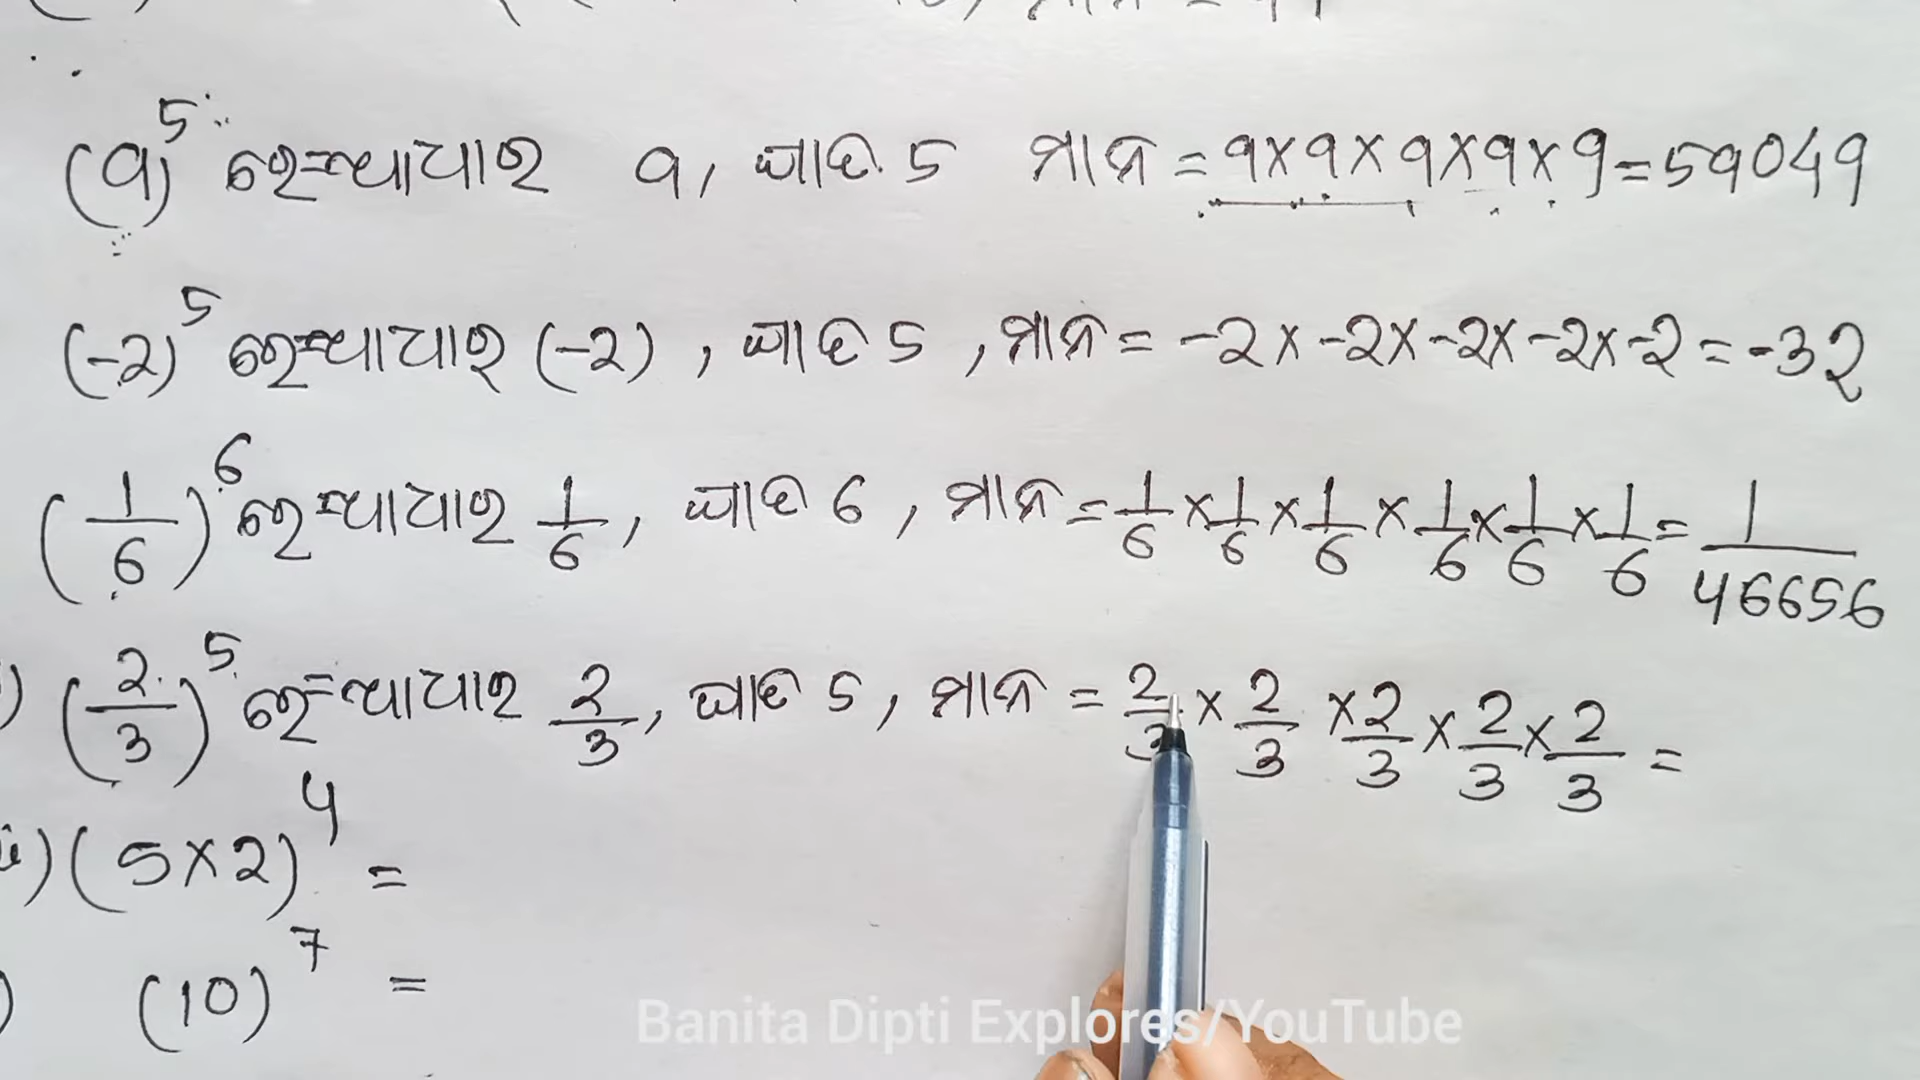 (9)⁵ ରେ ଆଧାର 9, ଘାତ 5 ମାନ = 9×9×9×9×9=59049
(-2)⁵ ରେ ଆଧାର (-2), ଘାତ 5, ମାନ = -2×-2×-2×-2×-2=-32
(1/6)⁶ ରେ ଆଧାର 1/6, ଘାତ 6, ମାନ = 1/6×1/6×1/6×1/6×1/6×1/6=1/46656
) (2/3)⁵ ରେ ଆଧାର 2/3, ଘାତ 5, ମାନ = 2/3×2/3×2/3×2/3×2/3=
i) (5×2)⁴ =
) (10)⁷ =
Banita Dipti Explores/YouTube